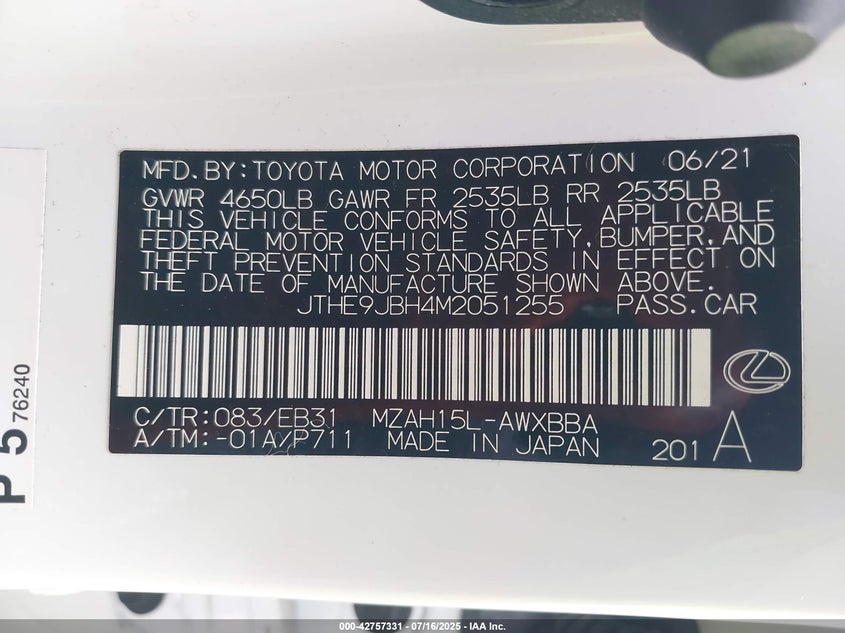 MFD.BY:TOYOTA MOTOR CORPORATION 06/21
GVWR 4650LB GAWR FR 2535LB RR 2535LB
THIS VEHICLE CONFORMS TO ALL APPLICABLE
FEDERAL MOTOR VEHICLE SAFETY,BUMPER,AND
THEFT PREVENTION STANDARDS IN EFFECT ON
THE DATE OF MANUFACTURE SHOWN ABOVE.
JTHE9JBH4M2051255 PASS.CAR
C/TR:083/EB31 MZAH15L-AWXBBA
A/TM:-01A/P711 MADE IN JAPAN 201 A
P 5 76240
000-42757331 - 07/16/2025 - IAA Inc.